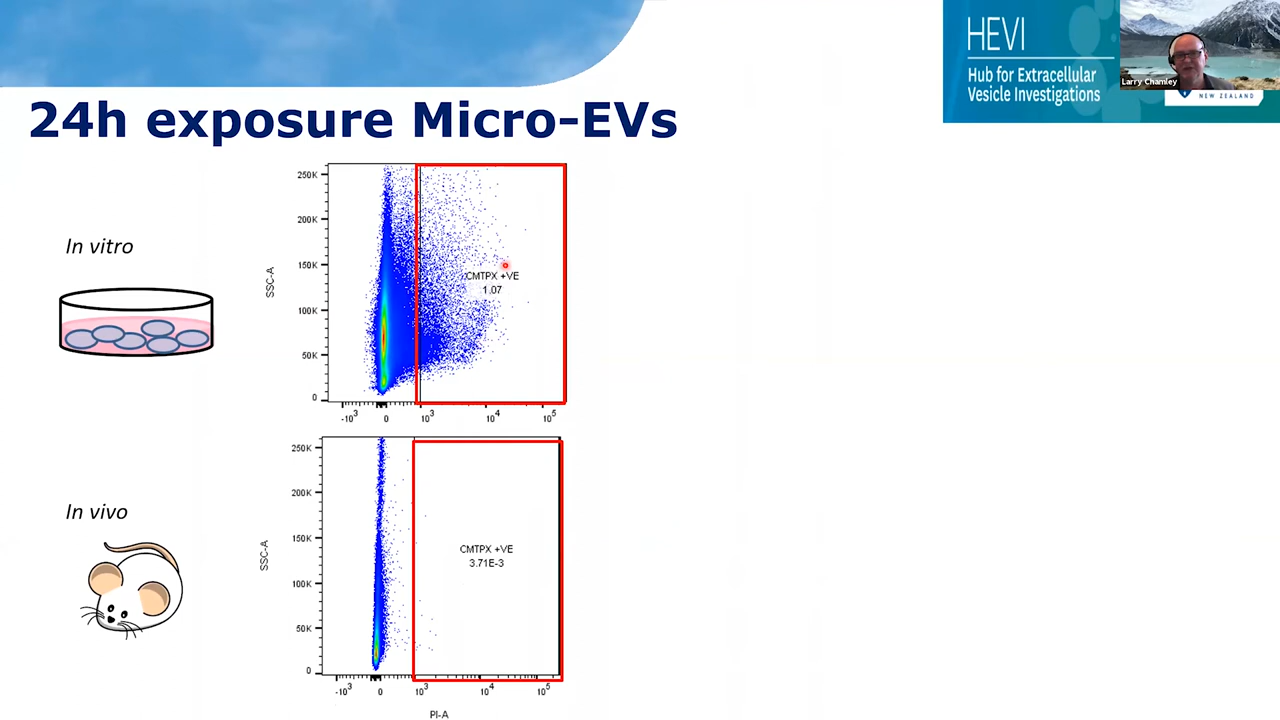 HEVI
Hub for Extracellular
Vesicle Investigations
Larry Chamley
NEW ZEALAND
24h exposure Micro-EVs
In vitro
SSC-A
250K
200K
150K
100K
50K
0
CMTPX +VE
1.07
-10³ 0 10³ 10⁴ 10⁵
In vivo
SSC-A
250K
200K
150K
100K
50K
0
CMTPX +VE
3.71E-3
-10³ 0 10³ 10⁴ 10⁵
PI-A